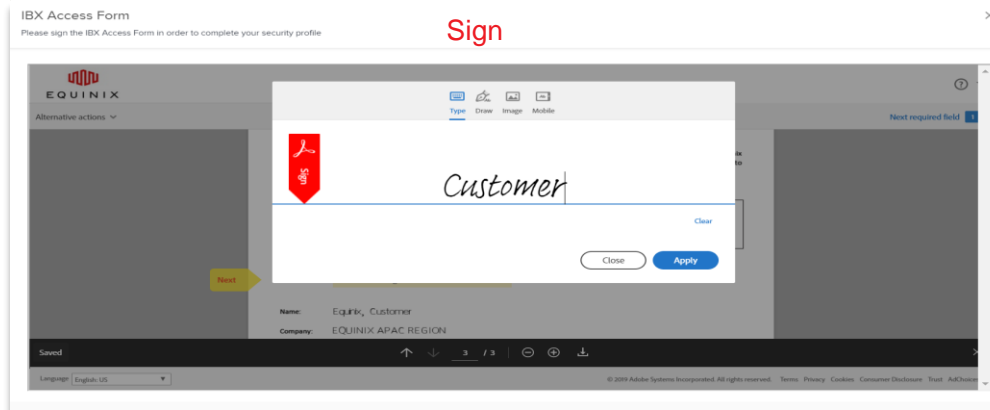 IBX Access Form
Please sign the IBX Access Form in order to complete your security profile
Sign
EQUINIX
Type Draw Image Mobile
Alternative actions
Next required field 1
Sign
Customer
Clear
Close Apply
Next
Name: Equinix, Customer
Company: EQUINIX APAC REGION
Saved
3 / 3
Language English: US
© 2019 Adobe Systems Incorporated. All rights reserved. Terms Privacy Cookies Consumer Disclosure Trust AdChoices